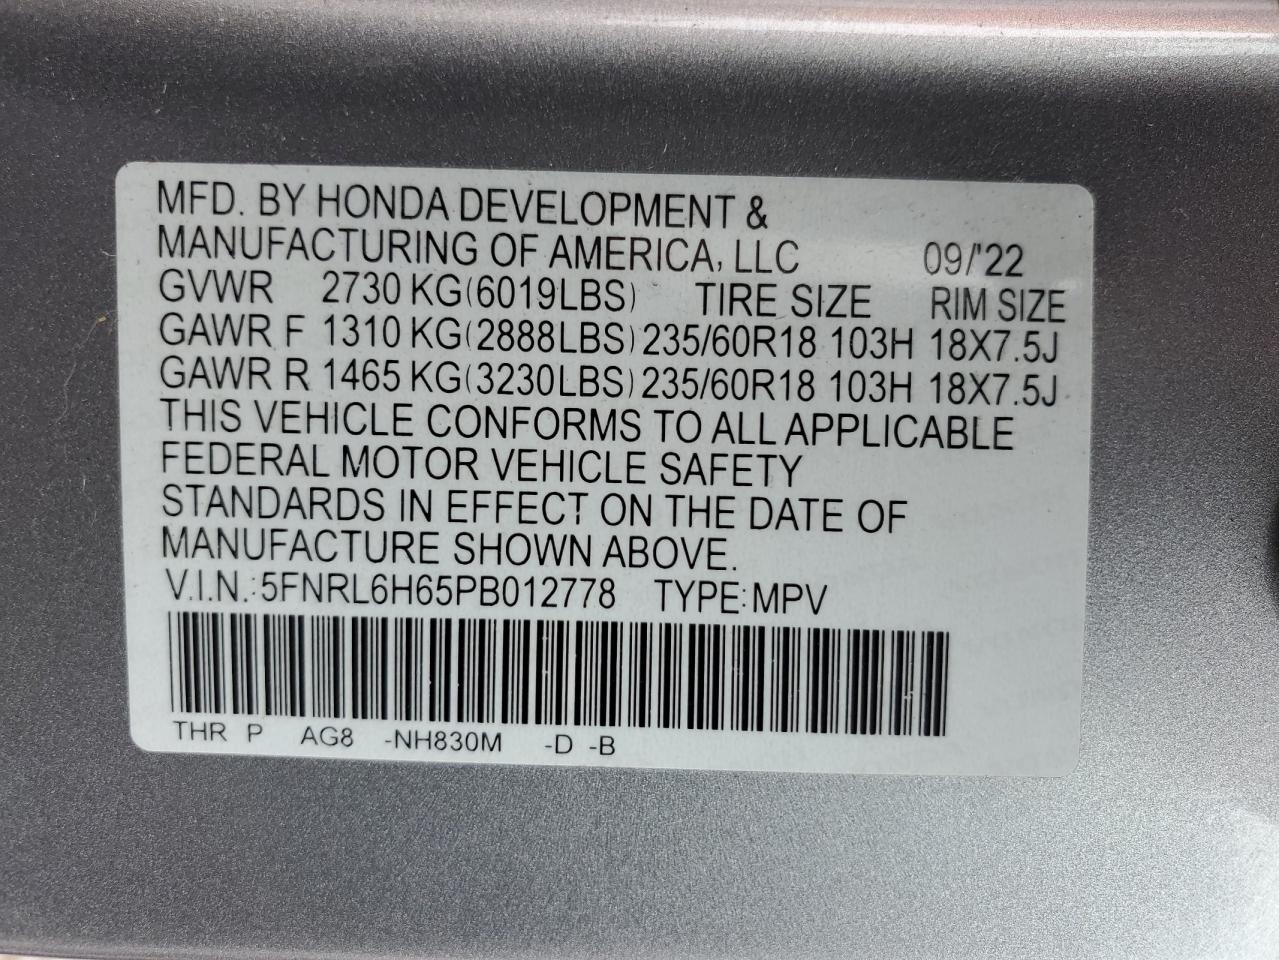 MFD. BY HONDA DEVELOPMENT &
MANUFACTURING OF AMERICA, LLC 09/'22
GVWR 2730 KG(6019LBS) TIRE SIZE RIM SIZE
GAWR F 1310 KG(2888LBS) 235/60R18 103H 18X7.5J
GAWR R 1465 KG(3230LBS) 235/60R18 103H 18X7.5J
THIS VEHICLE CONFORMS TO ALL APPLICABLE
FEDERAL MOTOR VEHICLE SAFETY
STANDARDS IN EFFECT ON THE DATE OF
MANUFACTURE SHOWN ABOVE.
V.I.N.:5FNRL6H65PB012778 TYPE:MPV
THR P AG8 -NH830M -D -B